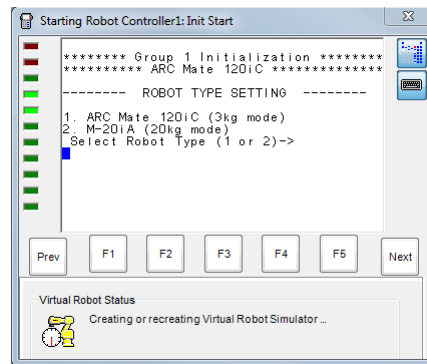 Starting Robot Controller1: Init Start
******** Group 1 Initialization ********
********** ARC Mate 120iC **************
-------- ROBOT TYPE SETTING --------
1. ARC Mate 120iC (3kg mode)
2. M-20iA (20kg mode)
Select Robot Type (1 or 2)->
Prev F1 F2 F3 F4 F5 Next
Virtual Robot Status
Creating or recreating Virtual Robot Simulator ...